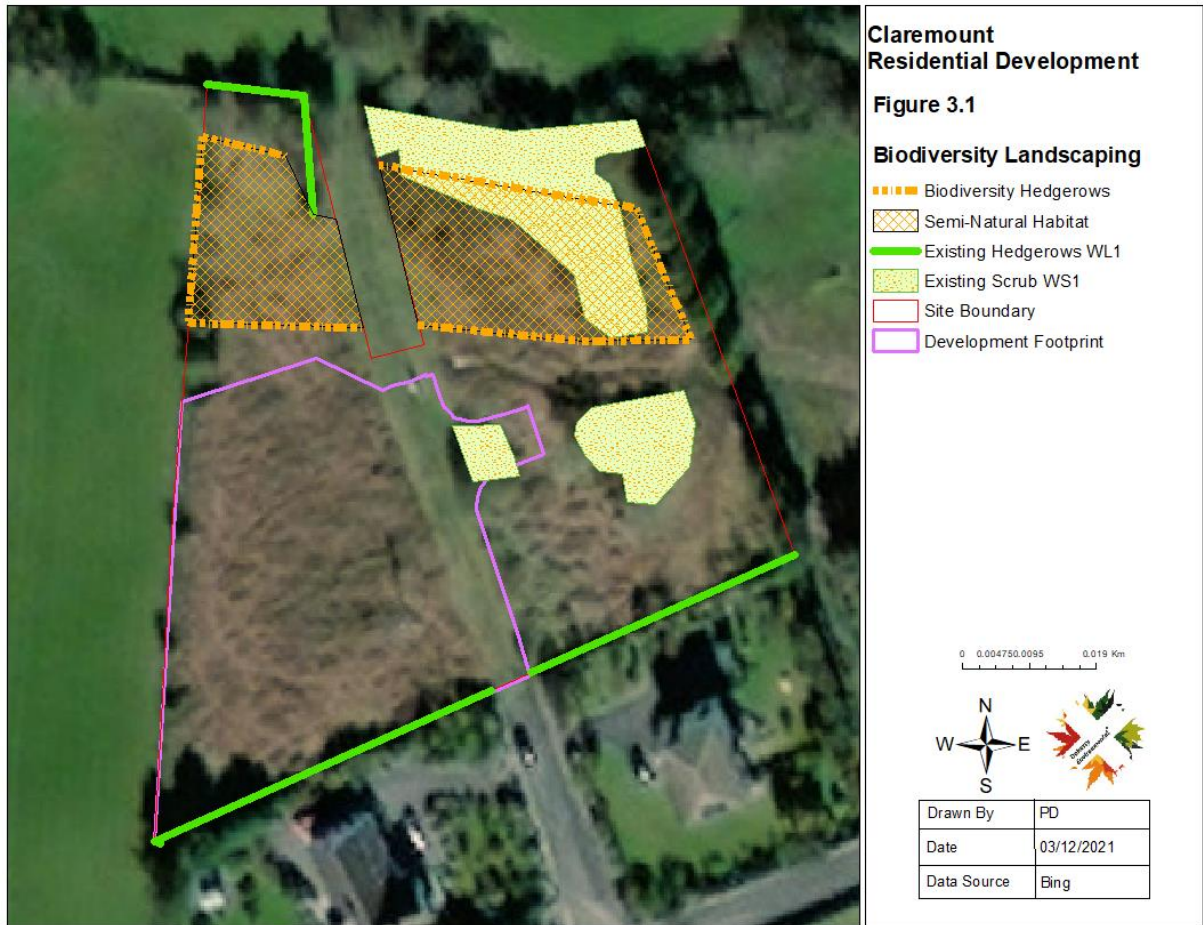 Claremount
Residential Development
Figure 3.1
Biodiversity Landscaping
Biodiversity Hedgerows
Semi-Natural Habitat
Existing Hedgerows WL1
Existing Scrub WS1
Site Boundary
Development Footprint
0 0.004750.0095 0.019 Km
N
W E
S
Doherty
Environmental
Drawn By PD
Date 03/12/2021
Data Source Bing